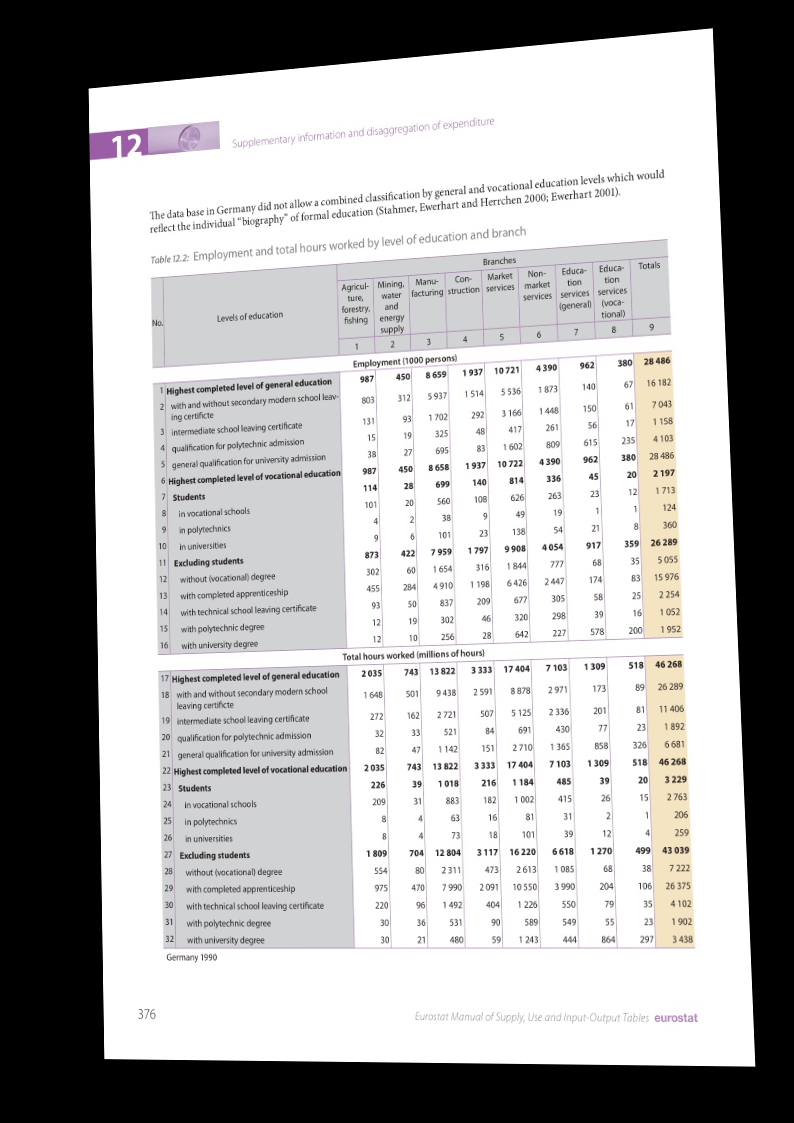 12
Supplementary information and disaggregation of expenditure
The data base in Germany did not allow a combined classification by general and vocational education levels which would
reflect the individual “biography” of formal education (Stahmer, Ewerhart and Herrchen 2000; Ewerhart 2001).
Table 12.2: Employment and total hours worked by level of education and branch
No. Levels of education Branches
Agricul-ture, forestry, fishing Mining, water and energy supply Manu-facturing Con-struction Market services Non-market services Educa-tion services (general) Educa-tion services (voca-tional) Totals
1 2 3 4 5 6 7 8 9
Employment (1000 persons)
1 Highest completed level of general education 987 450 8 659 1 937 10 721 4 390 962 380 28 486
2 with and without secondary modern school leav-
ing certificte 803 312 5 937 1 514 5 536 1 873 140 67 16 182
3 intermediate school leaving certificate 131 93 1 702 292 3 166 1 448 150 61 7 043
4 qualification for polytechnic admission 15 19 325 48 417 261 56 17 1 158
5 general qualification for university admission 38 27 695 83 1 602 809 615 235 4 103
6 Highest completed level of vocational education 987 450 8 658 1 937 10 722 4 390 962 380 28 486
7 Students 114 28 699 140 814 336 45 20 2 197
8 in vocational schools 101 20 560 108 626 263 23 12 1 713
9 in polytechnics 4 2 38 9 49 19 1 1 124
10 in universities 9 6 101 23 138 54 21 8 360
11 Excluding students 873 422 7 959 1 797 9 908 4 054 917 359 26 289
12 without (vocational) degree 302 60 1 654 316 1 844 777 68 35 5 055
13 with completed apprenticeship 455 284 4 910 1 198 6 426 2 447 174 83 15 976
14 with technical school leaving certificate 93 50 837 209 677 305 58 25 2 254
15 with polytechnic degree 12 19 302 46 320 298 39 16 1 052
16 with university degree 12 10 256 28 642 227 578 200 1 952
Total hours worked (millions of hours)
17 Highest completed level of general education 2 035 743 13 822 3 333 17 404 7 103 1 309 518 46 268
18 with and without secondary modern school
leaving certificte 1 648 501 9 438 2 591 8 878 2 971 173 89 26 289
19 intermediate school leaving certificate 272 162 2 721 507 5 125 2 336 201 81 11 406
20 qualification for polytechnic admission 32 33 521 84 691 430 77 23 1 892
21 general qualification for university admission 82 47 1 142 151 2 710 1 365 858 326 6 681
22 Highest completed level of vocational education 2 035 743 13 822 3 333 17 404 7 103 1 309 518 46 268
23 Students 226 39 1 018 216 1 184 485 39 20 3 229
24 in vocational schools 209 31 883 182 1 002 415 26 15 2 763
25 in polytechnics 8 4 63 16 81 31 2 1 206
26 in universities 8 4 73 18 101 39 12 4 259
27 Excluding students 1 809 704 12 804 3 117 16 220 6 618 1 270 499 43 039
28 without (vocational) degree 554 80 2 311 473 2 613 1 085 68 38 7 222
29 with completed apprenticeship 975 470 7 990 2 091 10 550 3 990 204 106 26 375
30 with technical school leaving certificate 220 96 1 492 404 1 226 550 79 35 4 102
31 with polytechnic degree 30 36 531 90 589 549 55 23 1 902
32 with university degree 30 21 480 59 1 243 444 864 297 3 438
Germany 1990
376
Eurostat Manual of Supply, Use and Input-Output Tables eurostat